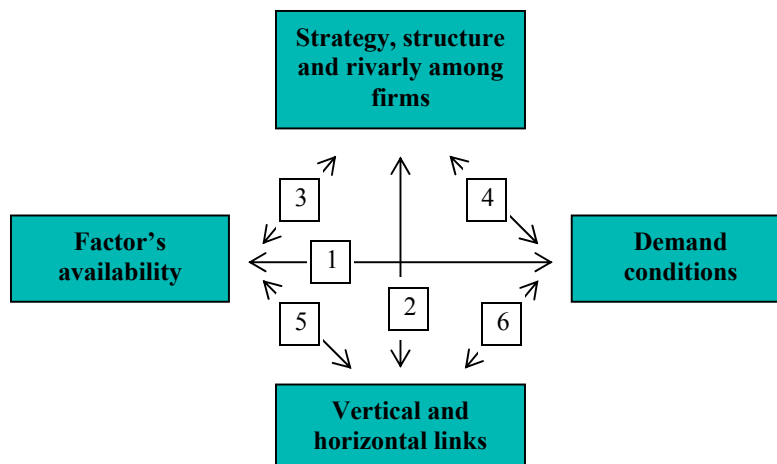 Strategy, structure
and rivarly among
firms
3
4
Factor's
availability
1
Demand
conditions
5
2
6
Vertical and
horizontal links